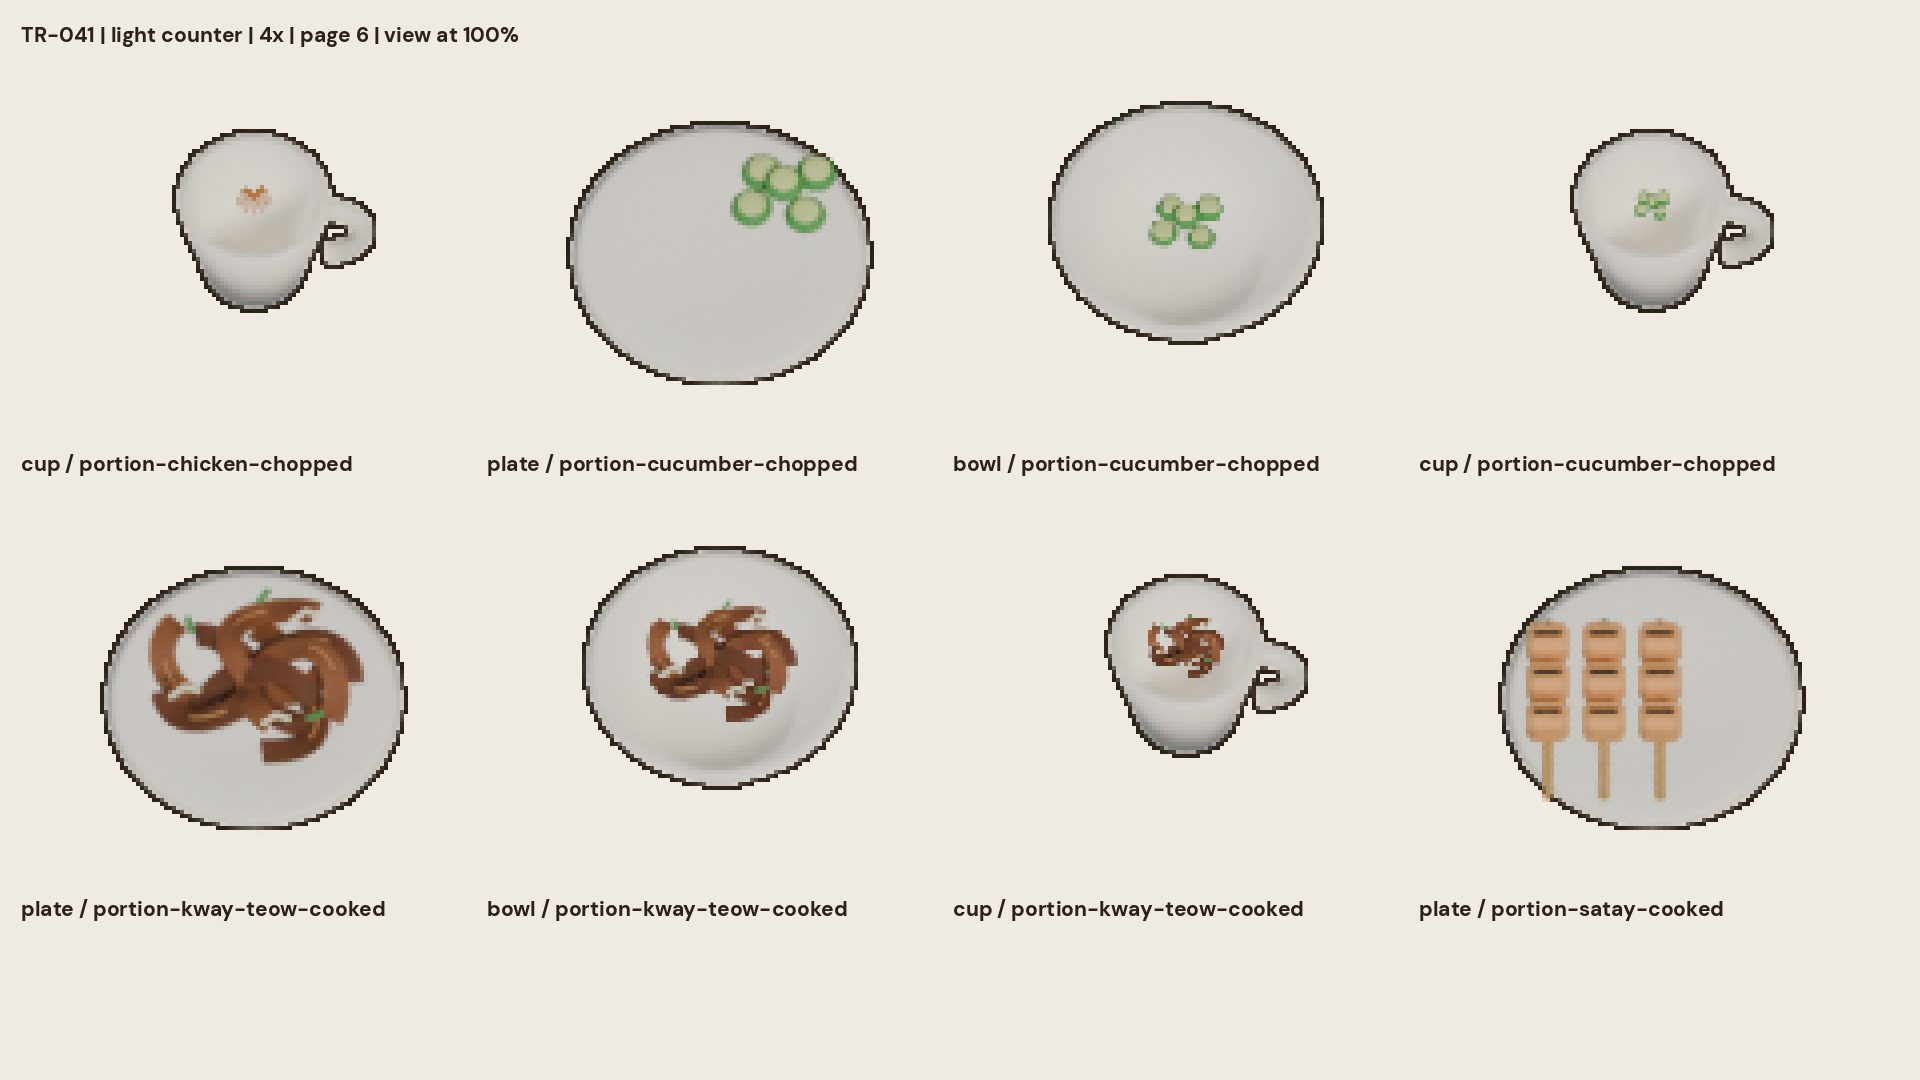 TR-041 | light counter | 4x | page 6 | view at 100%
cup / portion-chicken-chopped
plate / portion-cucumber-chopped
bowl / portion-cucumber-chopped
cup / portion-cucumber-chopped
plate / portion-kway-teow-cooked
bowl / portion-kway-teow-cooked
cup / portion-kway-teow-cooked
plate / portion-satay-cooked